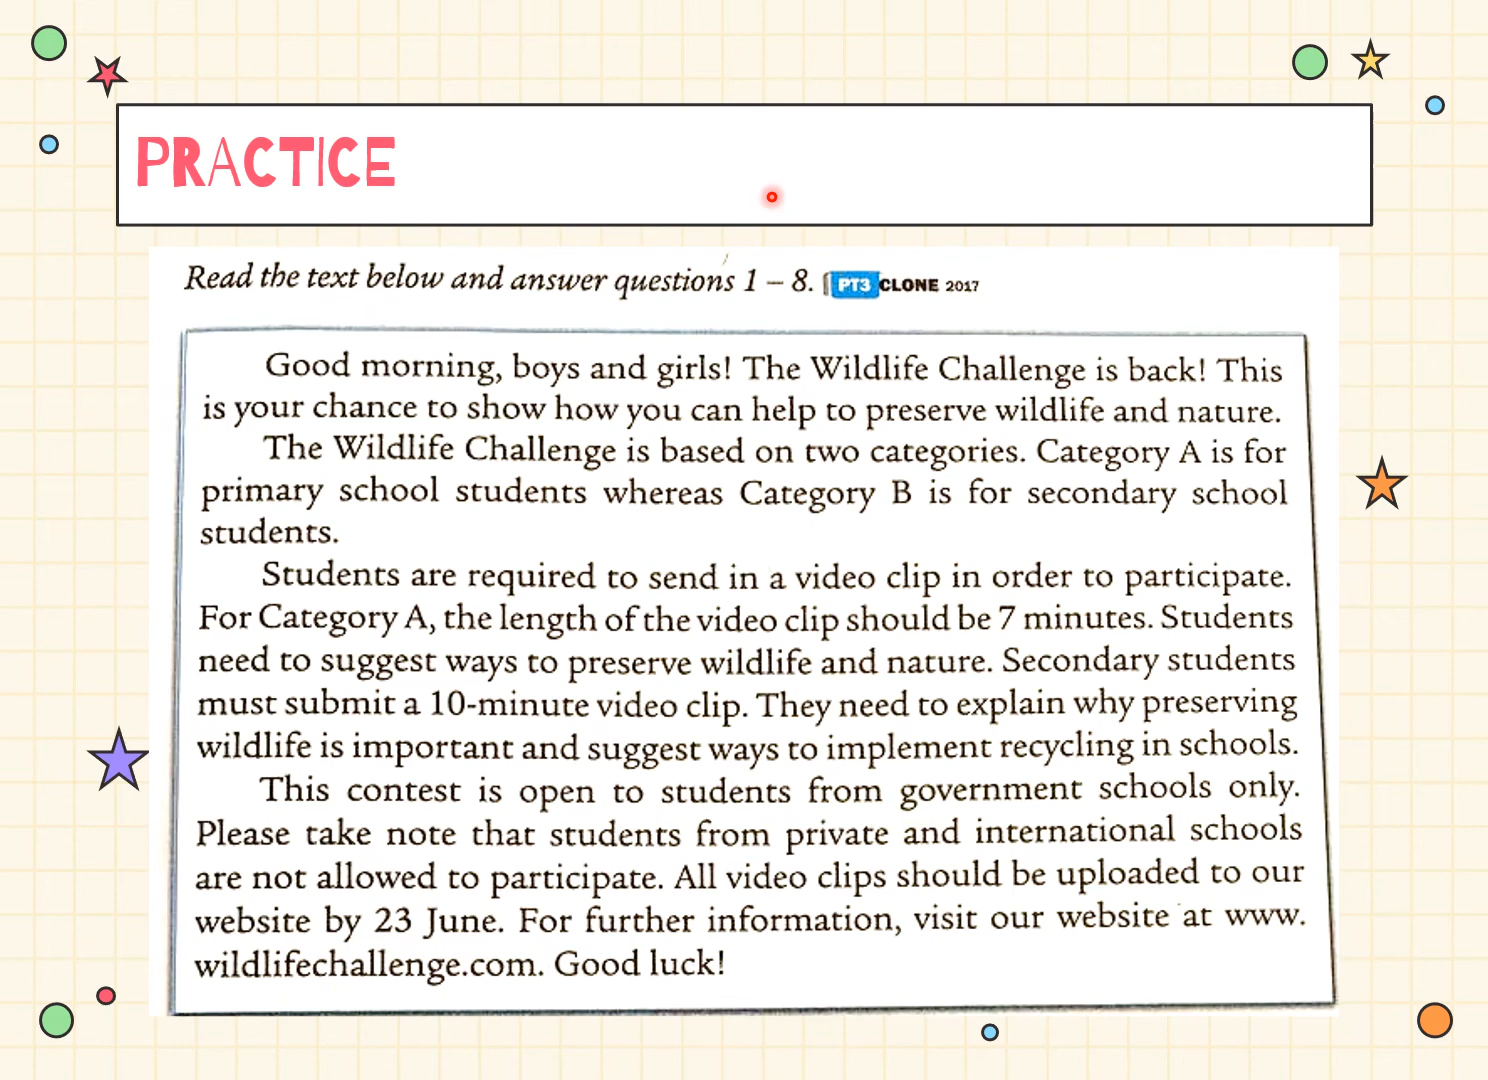 PRACTICE
Read the text below and answer questions 1 – 8. PT3 CLONE 2017
Good morning, boys and girls! The Wildlife Challenge is back! This
is your chance to show how you can help to preserve wildlife and nature.
The Wildlife Challenge is based on two categories. Category A is for
primary school students whereas Category B is for secondary school
students.
Students are required to send in a video clip in order to participate.
For Category A, the length of the video clip should be 7 minutes. Students
need to suggest ways to preserve wildlife and nature. Secondary students
must submit a 10-minute video clip. They need to explain why preserving
wildlife is important and suggest ways to implement recycling in schools.
This contest is open to students from government schools only.
Please take note that students from private and international schools
are not allowed to participate. All video clips should be uploaded to our
website by 23 June. For further information, visit our website at www.
wildlifechallenge.com. Good luck!